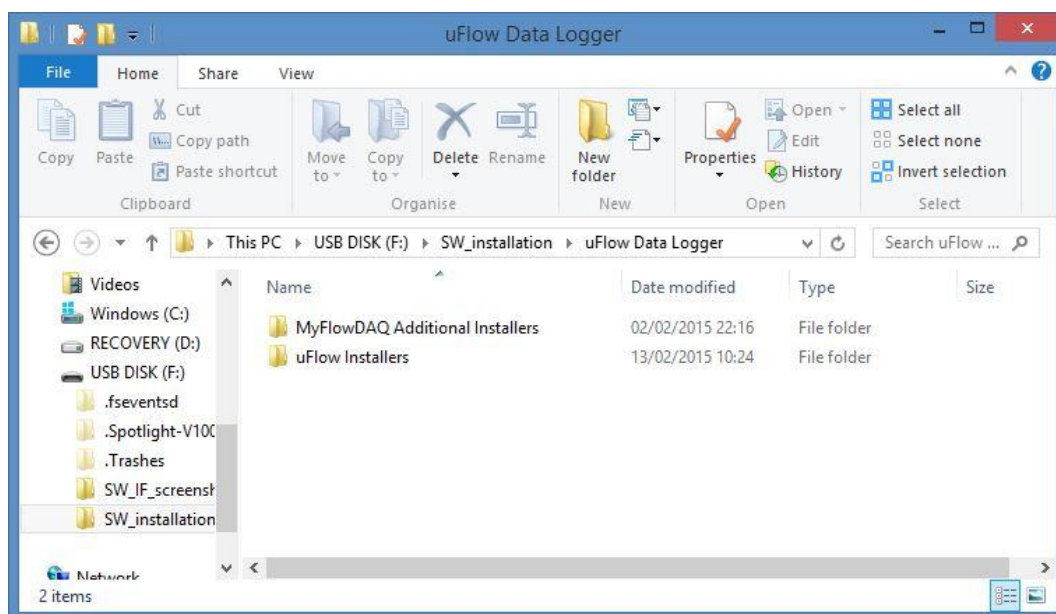 uFlow Data Logger
File Home Share View
Copy Paste Cut Copy path Paste shortcut Move to Copy to Delete Rename New folder Properties Open Edit History Select all Select none Invert selection
Clipboard Organise New Open Select
This PC USB DISK (F:) SW_installation uFlow Data Logger Search uFlow ...
Name Date modified Type Size
MyFlowDAQ Additional Installers 02/02/2015 22:16 File folder
uFlow Installers 13/02/2015 10:24 File folder
Videos
Windows (C:)
RECOVERY (D:)
USB DISK (F:)
.fseventsd
.Spotlight-V100
.Trashes
SW_IF_screensh
SW_installation
Network
2 items